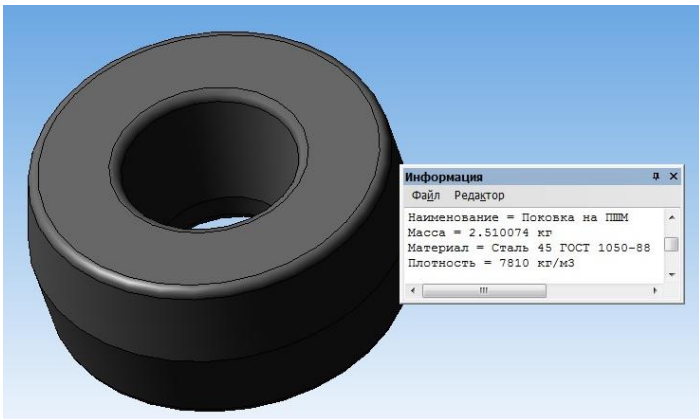 Информация
Файл Редактор
Наименование = Поковка на ПШМ
Масса = 2.510074 кг
Материал = Сталь 45 ГОСТ 1050-88
Плотность = 7810 кг/м3